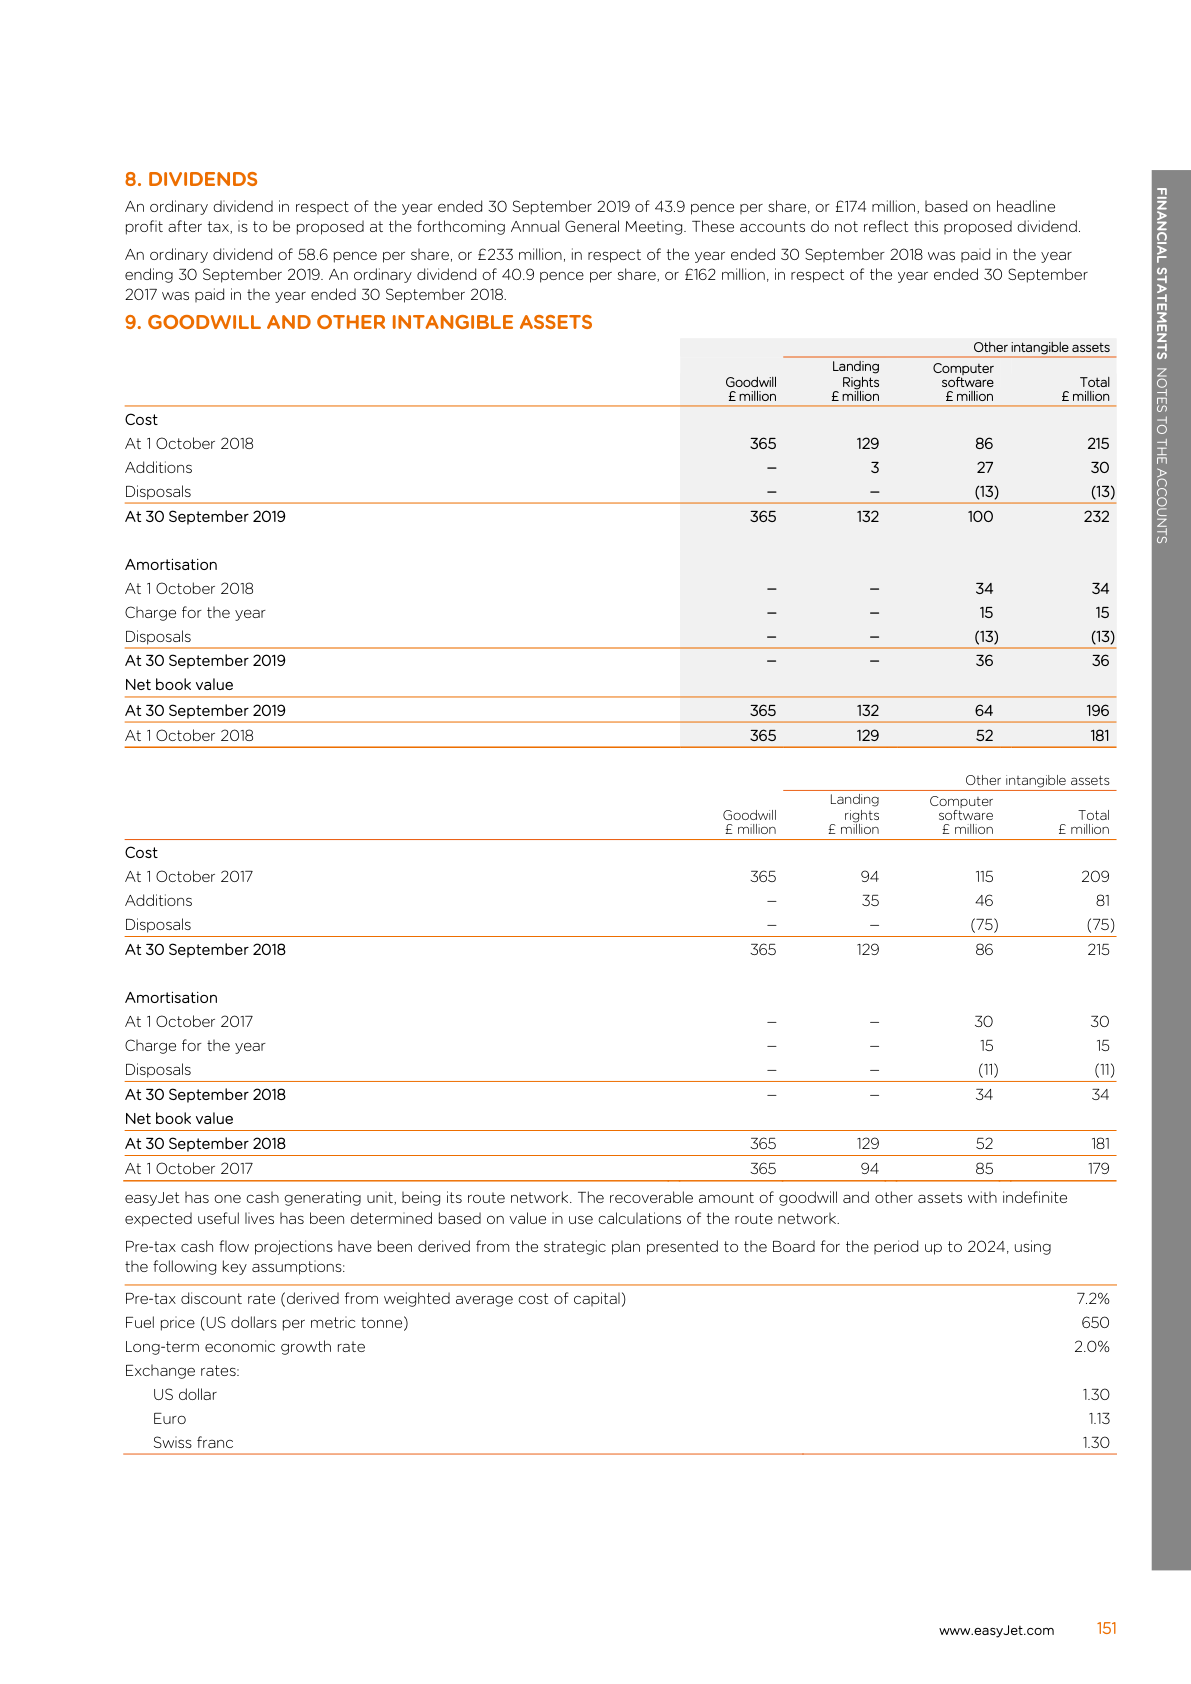 8. DIVIDENDS
An ordinary dividend in respect of the year ended 30 September 2019 of 43.9 pence per share, or £174 million, based on headline
profit after tax, is to be proposed at the forthcoming Annual General Meeting. These accounts do not reflect this proposed dividend.
An ordinary dividend of 58.6 pence per share, or £233 million, in respect of the year ended 30 September 2018 was paid in the year
ending 30 September 2019. An ordinary dividend of 40.9 pence per share, or £162 million, in respect of the year ended 30 September
2017 was paid in the year ended 30 September 2018.
9. GOODWILL AND OTHER INTANGIBLE ASSETS
Other intangible assets
Goodwill £ million Landing Rights £ million Computer software £ million Total £ million
Cost
At 1 October 2018 365 129 86 215
Additions – 3 27 30
Disposals – – (13) (13)
At 30 September 2019 365 132 100 232
Amortisation
At 1 October 2018 – – 34 34
Charge for the year – – 15 15
Disposals – – (13) (13)
At 30 September 2019 – – 36 36
Net book value
At 30 September 2019 365 132 64 196
At 1 October 2018 365 129 52 181
Other intangible assets
Goodwill £ million Landing rights £ million Computer software £ million Total £ million
Cost
At 1 October 2017 365 94 115 209
Additions – 35 46 81
Disposals – – (75) (75)
At 30 September 2018 365 129 86 215
Amortisation
At 1 October 2017 – – 30 30
Charge for the year – – 15 15
Disposals – – (11) (11)
At 30 September 2018 – – 34 34
Net book value
At 30 September 2018 365 129 52 181
At 1 October 2017 365 94 85 179
easyJet has one cash generating unit, being its route network. The recoverable amount of goodwill and other assets with indefinite
expected useful lives has been determined based on value in use calculations of the route network.
Pre-tax cash flow projections have been derived from the strategic plan presented to the Board for the period up to 2024, using
the following key assumptions:
Pre-tax discount rate (derived from weighted average cost of capital) 7.2%
Fuel price (US dollars per metric tonne) 650
Long-term economic growth rate 2.0%
Exchange rates:
US dollar 1.30
Euro 1.13
Swiss franc 1.30
FINANCIAL STATEMENTS NOTES TO THE ACCOUNTS
www.easyJet.com 151